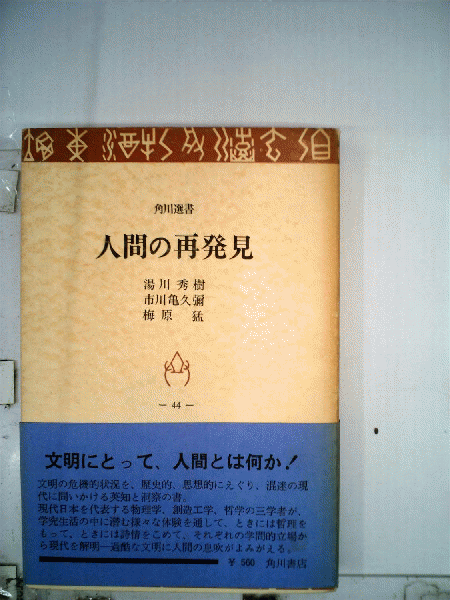 角川選書
人間の再発見
湯川秀樹
市川亀久彌
梅原 猛
― 44 ―
文明にとって、人間とは何か！
文明の危機的状況を、歴史的、思想的にえぐり、混迷の現
代に問いかける英知と洞察の書。
現代日本を代表する物理学、創造工学、哲学の三学者が、
学究生活の中に潜む様々な体験を通して、ときには哲理を
もって、ときには詩情をこめて、それぞれの学問的立場か
ら現代を解明―過酷な文明に人間の息吹がよみがえる。
￥560 角川書店